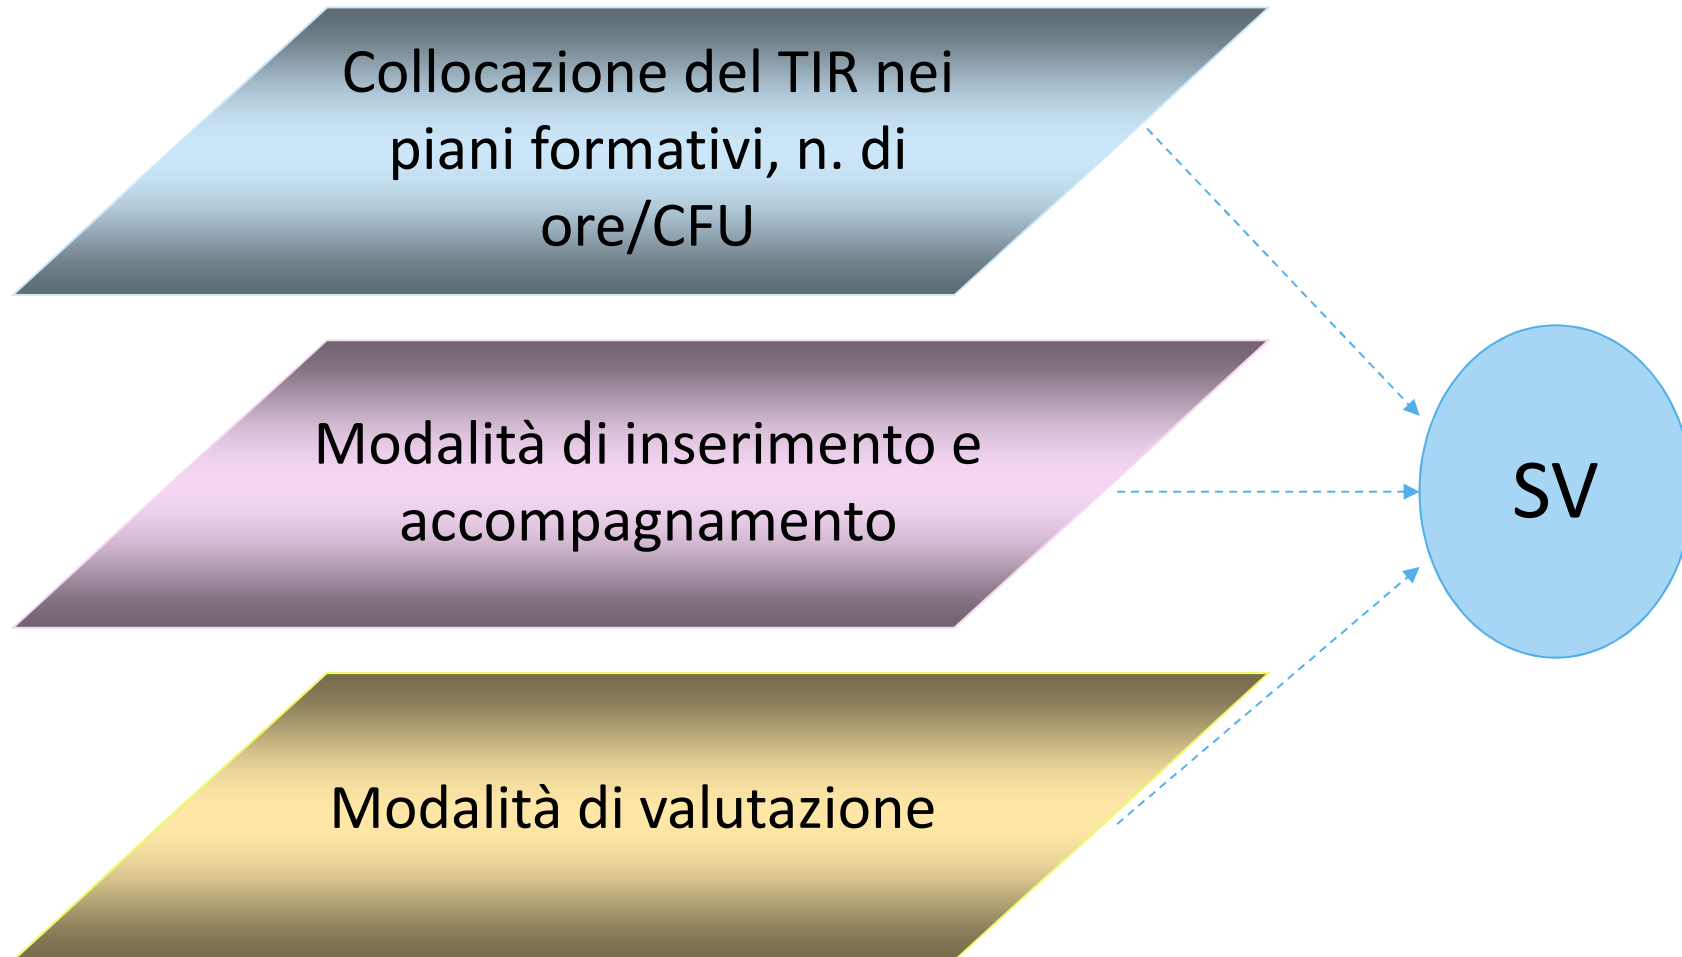 Collocazione del TIR nei
piani formativi, n. di
ore/CFU
Modalità di inserimento e
accompagnamento
SV
Modalità di valutazione